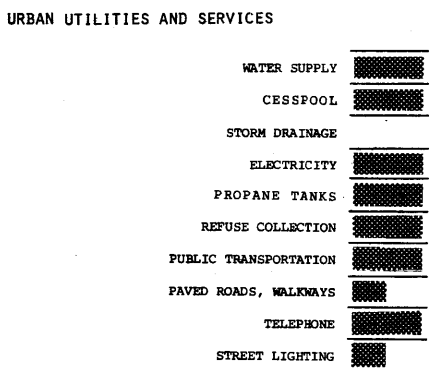 URBAN UTILITIES AND SERVICES
WATER SUPPLY
CESSPOOL
STORM DRAINAGE
ELECTRICITY
PROPANE TANKS
REFUSE COLLECTION
PUBLIC TRANSPORTATION
PAVED ROADS, WALKWAYS
TELEPHONE
STREET LIGHTING